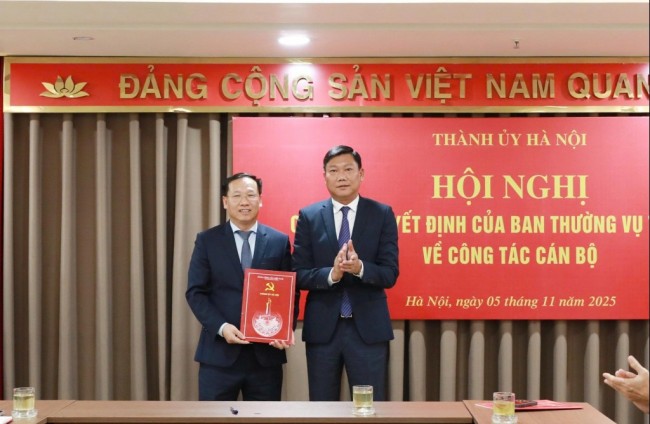 ĐẢNG CỘNG SẢN VIỆT NAM QUAN
THÀNH ỦY HÀ NỘI
HỘI NGHỊ
C YẾT ĐỊNH CỦA BAN THƯỜNG VỤ
VỀ CÔNG TÁC CÁN BỘ
Hà Nội, ngày 05 tháng 11 năm 2025